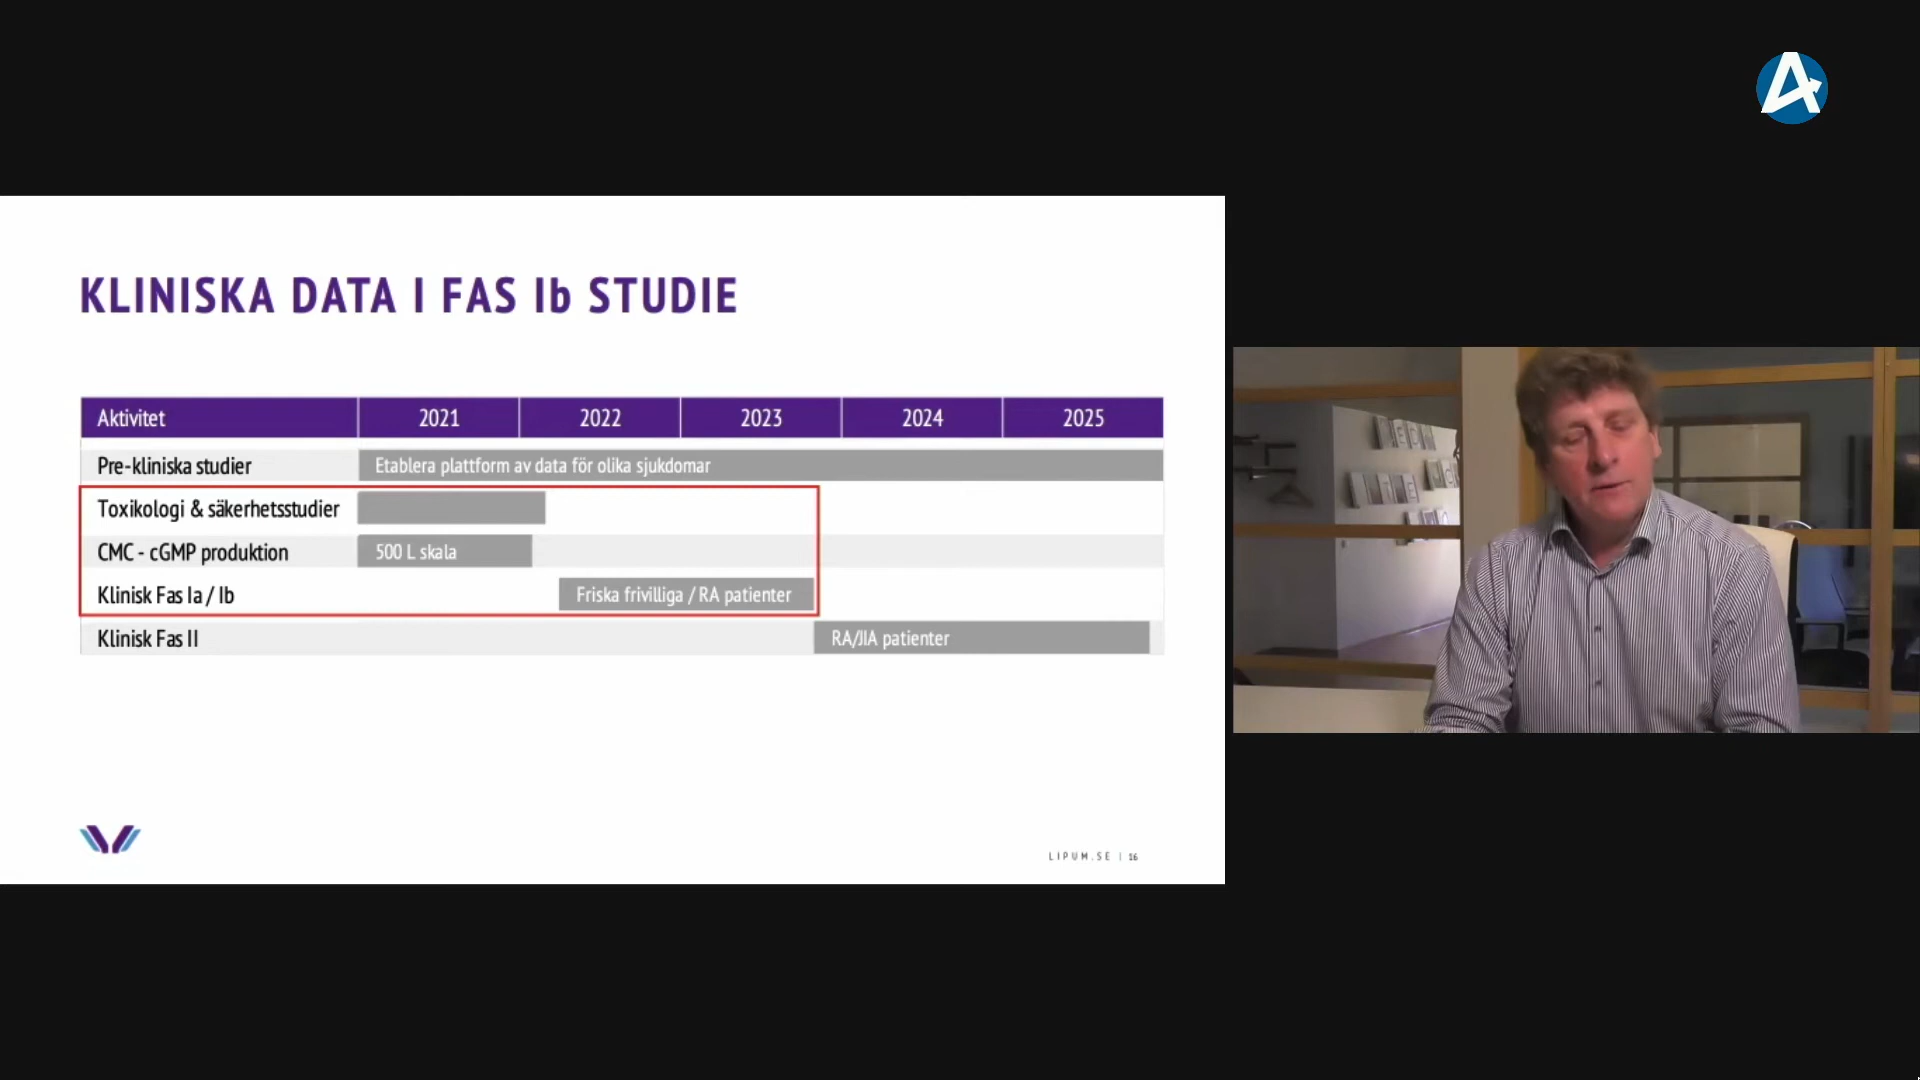 KLINISKA DATA I FAS Ib STUDIE
Aktivitet 2021 2022 2023 2024 2025
Pre-kliniska studier Etablera plattform av data för olika sjukdomar
Toxikologi & säkerhetsstudier
CMC - cGMP produktion 500 L skala
Klinisk Fas Ia / Ib Friska frivilliga / RA patienter
Klinisk Fas II RA/JIA patienter
LIPUM.SE | 16